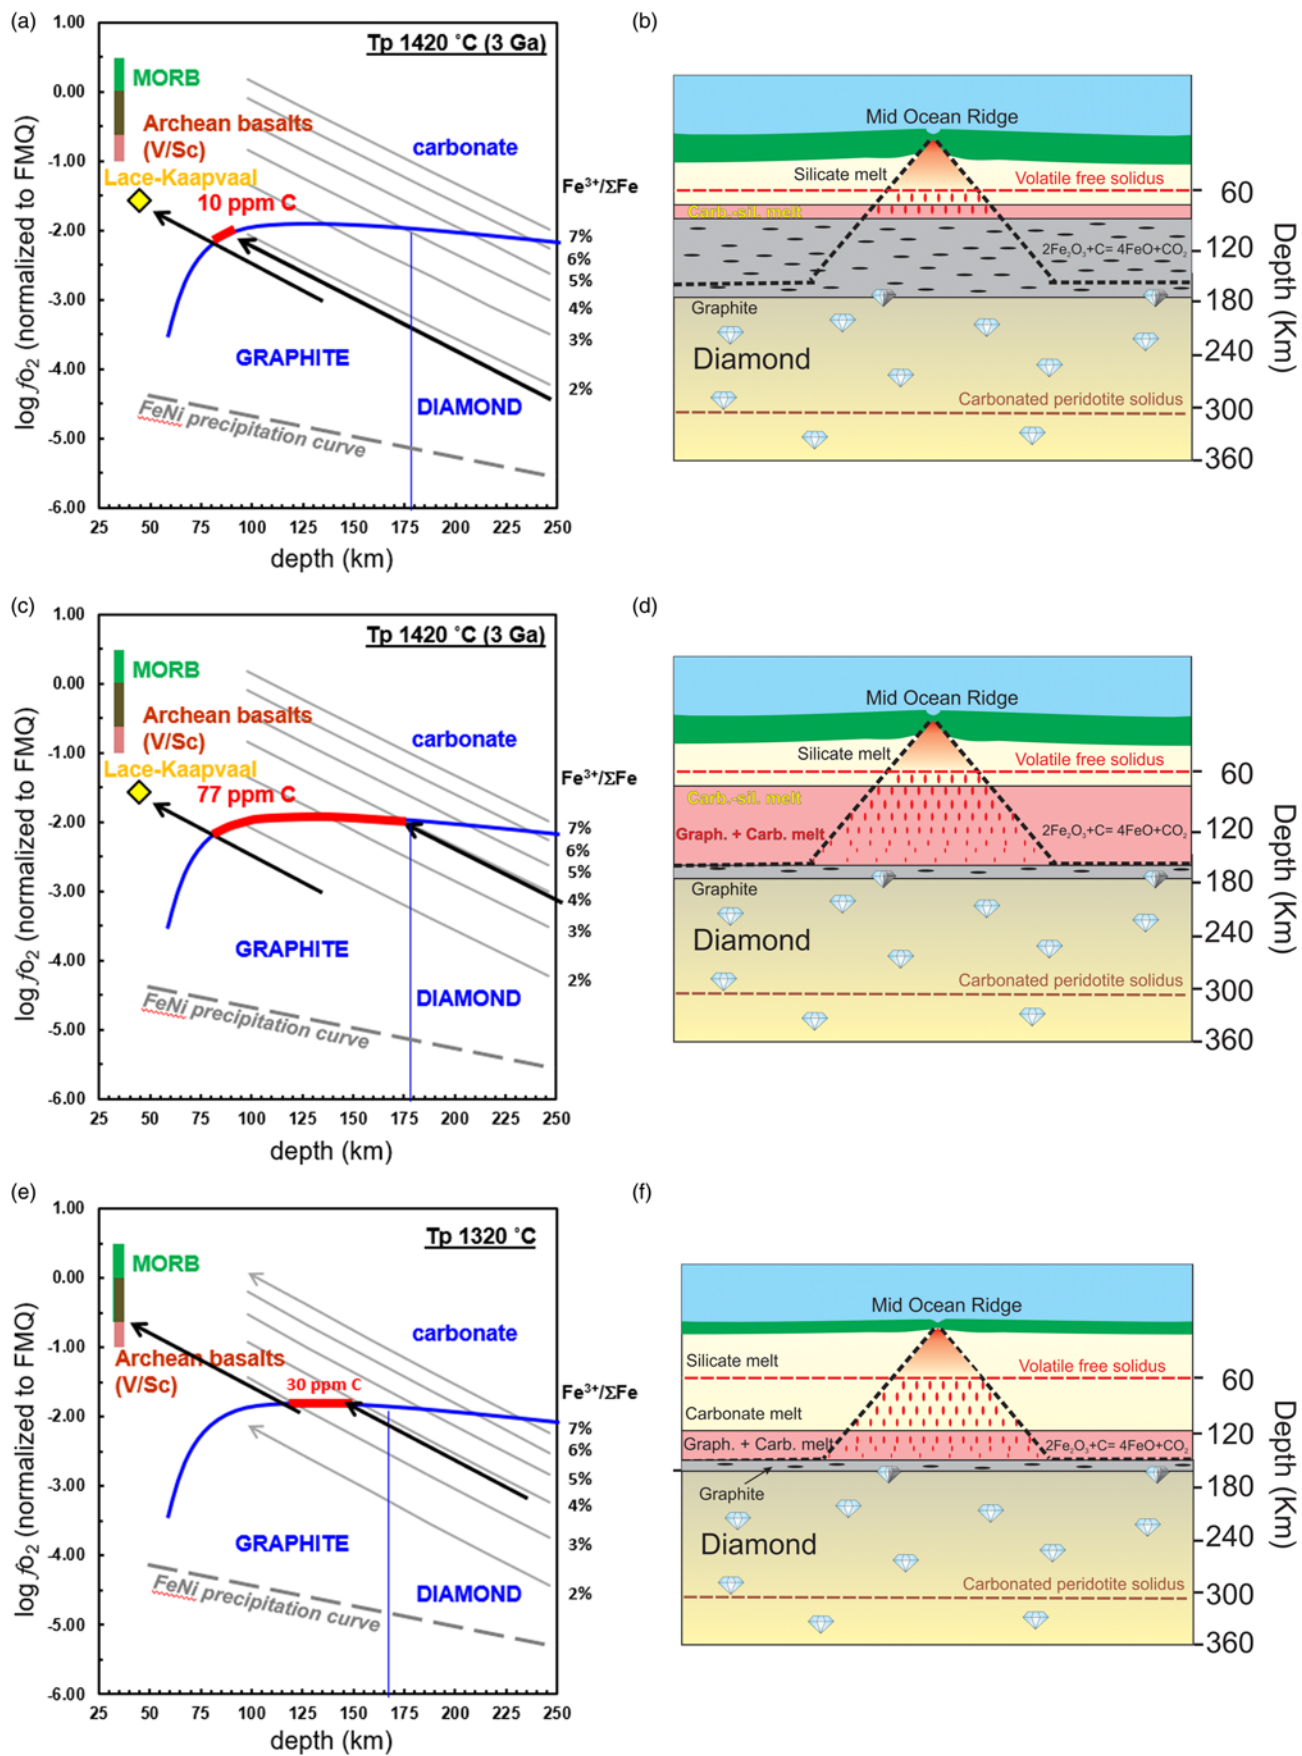 (a)
1.00
0.00
-1.00
-2.00
-3.00
-4.00
-5.00
-6.00
log fO₂ (normalized to FMQ)
Tp 1420 ˚C (3 Ga)
MORB
Archean basalts
(V/Sc)
Lace-Kaapvaal
10 ppm C
carbonate
Fe³⁺/ΣFe
7%
6%
5%
4%
3%
2%
GRAPHITE
DIAMOND
FeNi precipitation curve
25 50 75 100 125 150 175 200 225 250
depth (km)
(b)
Mid Ocean Ridge
Silicate melt
Volatile free solidus
Carb.-sil. melt
2Fe₂O₃+C= 4FeO+CO₂
Graphite
Diamond
Carbonated peridotite solidus
60
120
180
240
300
360
Depth (Km)
(c)
1.00
0.00
-1.00
-2.00
-3.00
-4.00
-5.00
-6.00
log fO₂ (normalized to FMQ)
Tp 1420 ˚C (3 Ga)
MORB
Archean basalts
(V/Sc)
Lace-Kaapvaal
77 ppm C
carbonate
Fe³⁺/ΣFe
7%
6%
5%
4%
3%
2%
GRAPHITE
DIAMOND
FeNi precipitation curve
25 50 75 100 125 150 175 200 225 250
depth (km)
(d)
Mid Ocean Ridge
Silicate melt
Volatile free solidus
Carb.-sil. melt
Graph. + Carb. melt
2Fe₂O₃+C= 4FeO+CO₂
Graphite
Diamond
Carbonated peridotite solidus
60
120
180
240
300
360
Depth (Km)
(e)
1.00
0.00
-1.00
-2.00
-3.00
-4.00
-5.00
-6.00
log fO₂ (normalized to FMQ)
Tp 1320 ˚C
MORB
Archean basalts
(V/Sc)
30 ppm C
carbonate
Fe³⁺/ΣFe
7%
6%
5%
4%
3%
2%
GRAPHITE
DIAMOND
FeNi precipitation curve
25 50 75 100 125 150 175 200 225 250
depth (km)
(f)
Mid Ocean Ridge
Silicate melt
Volatile free solidus
Carbonate melt
Graph. + Carb. melt
2Fe₂O₃+C= 4FeO+CO₂
Graphite
Diamond
Carbonated peridotite solidus
60
120
180
240
300
360
Depth (Km)